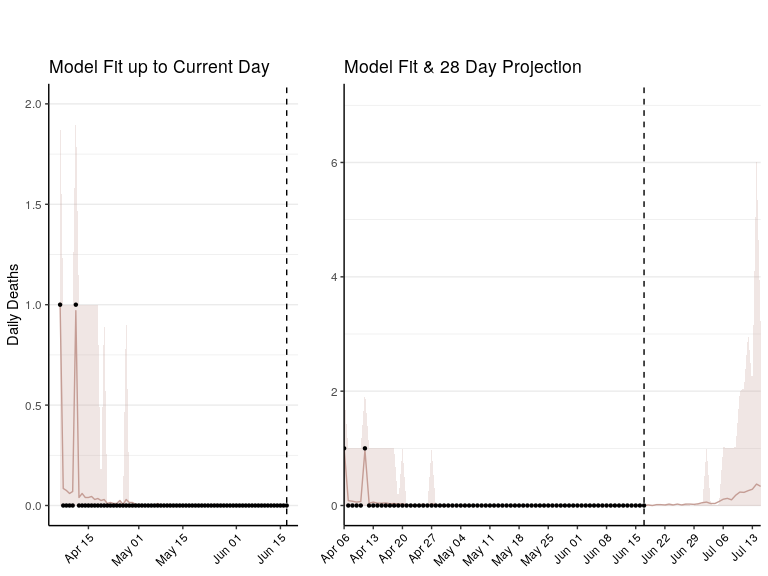 Model Fit up to Current Day
Model Fit & 28 Day Projection
Daily Deaths
2.0
1.5
1.0
0.5
0.0
Apr 15
May 01
May 15
Jun 01
Jun 15
6
4
2
0
Apr 06
Apr 13
Apr 20
Apr 27
May 04
May 11
May 18
May 25
Jun 01
Jun 08
Jun 15
Jun 22
Jun 29
Jul 06
Jul 13